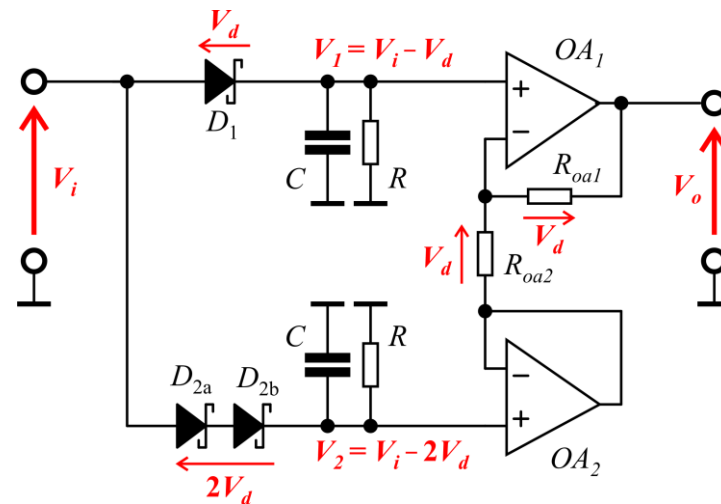 V_d
V_1 = V_i – V_d
OA_1
D_1
+
–
C
R
R_oa1
V_i
V_o
V_d
V_d
R_oa2
C
R
D_2a
D_2b
–
+
V_2 = V_i – 2V_d
OA_2
2V_d